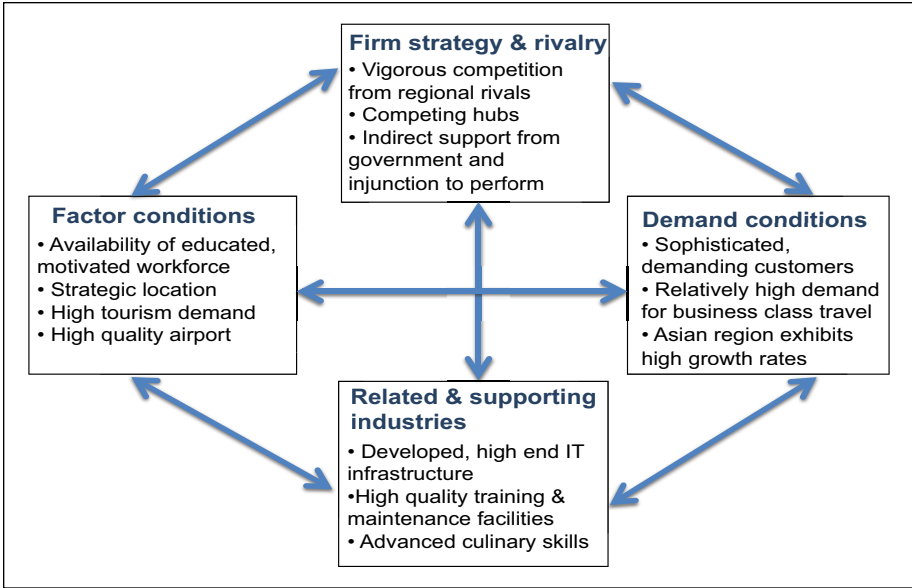 Firm strategy & rivalry
• Vigorous competition
from regional rivals
• Competing hubs
• Indirect support from
government and
injunction to perform
Factor conditions
• Availability of educated,
motivated workforce
• Strategic location
• High tourism demand
• High quality airport
Demand conditions
• Sophisticated,
demanding customers
• Relatively high demand
for business class travel
• Asian region exhibits
high growth rates
Related & supporting
industries
• Developed, high end IT
infrastructure
•High quality training &
maintenance facilities
• Advanced culinary skills